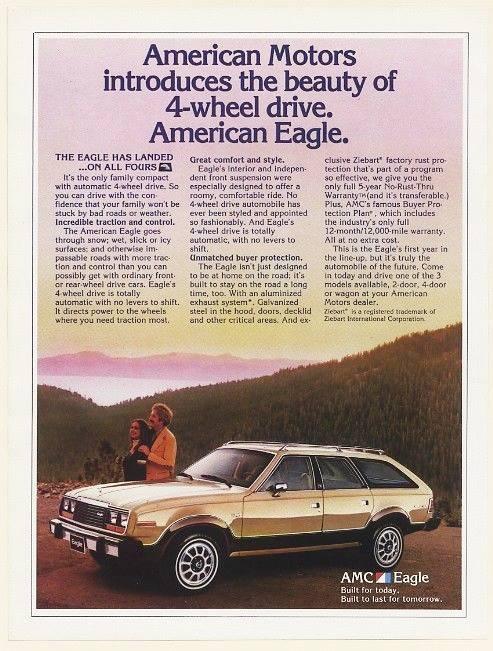 American Motors
introduces the beauty of
4-wheel drive.
American Eagle.
THE EAGLE HAS LANDED
...ON ALL FOURS
It's the only family compact
with automatic 4-wheel drive. So
you can drive with the con-
fidence that your family won't be
stuck by bad roads or weather.
Incredible traction and control.
The American Eagle goes
through snow; wet, slick or icy
surfaces; and otherwise im-
passable roads with more trac-
tion and control than you can
possibly get with ordinary front-
or rear-wheel drive cars. Eagle's
4-wheel drive is totally
automatic with no levers to shift.
It directs power to the wheels
where you need traction most.
Great comfort and style.
Eagle's interior and indepen-
dent front suspension were
especially designed to offer a
roomy, comfortable ride. No
4-wheel drive automobile has
ever been styled and appointed
so fashionably. And Eagle's
4-wheel drive is totally
automatic, with no levers to
shift.
Unmatched buyer protection.
The Eagle isn't just designed
to be at home on the road; it's
built to stay on the road a long
time, too. With an aluminized
exhaust system*. Galvanized
steel in the hood, doors, decklid
and other critical areas. And ex-
clusive Ziebart® factory rust pro-
tection that's part of a program
so effective, we give you the
only full 5-year No-Rust-Thru
Warranty™ (and it's transferable.)
Plus, AMC's famous Buyer Pro-
tection Plan®, which includes
the industry's only full
12-month/12,000-mile warranty.
All at no extra cost.
This is the Eagle's first year in
the line-up, but it's truly the
automobile of the future. Come
in today and drive one of the 3
models available, 2-door, 4-door
or wagon at your American
Motors dealer.
Ziebart® is a registered trademark of
Ziebart International Corporation.
Eagle
AMC Eagle
Built for today.
Built to last for tomorrow.